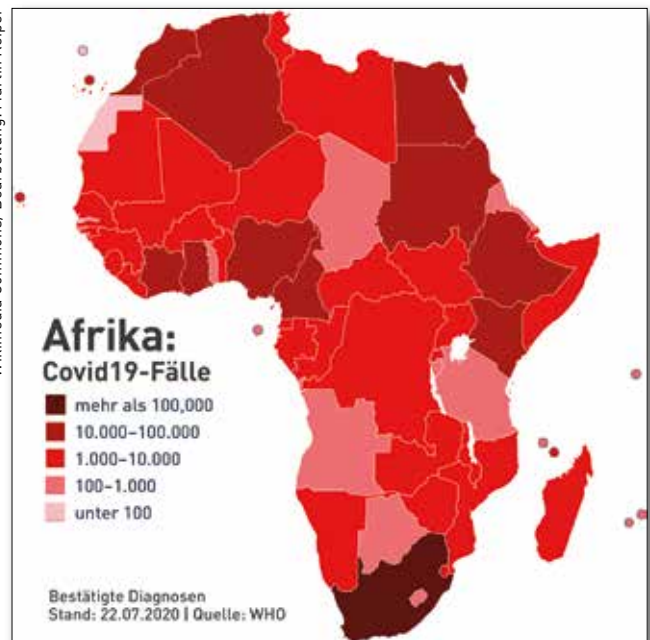 Afrika:
Covid19-Fälle
mehr als 100,000
10.000–100.000
1.000–10.000
100–1.000
unter 100
Bestätigte Diagnosen
Stand: 22.07.2020 | Quelle: WHO